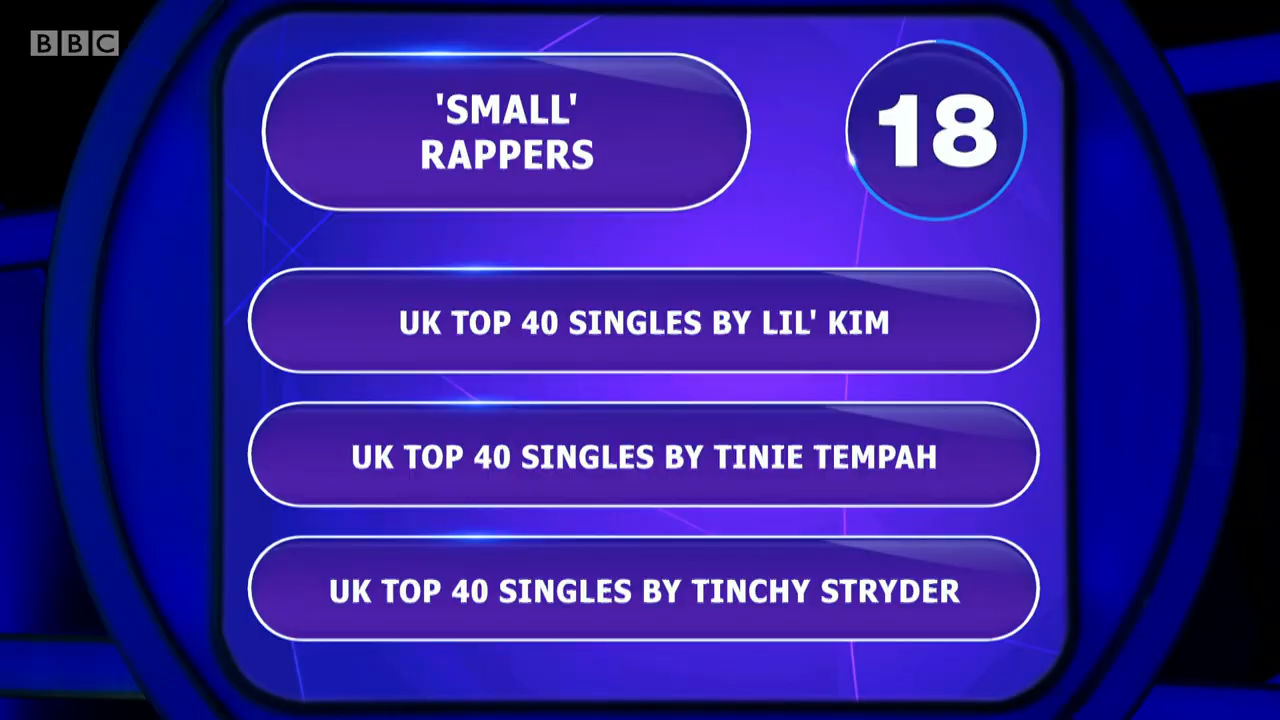 BBC
'SMALL'
RAPPERS
18
UK TOP 40 SINGLES BY LIL' KIM
UK TOP 40 SINGLES BY TINIE TEMPAH
UK TOP 40 SINGLES BY TINCHY STRYDER